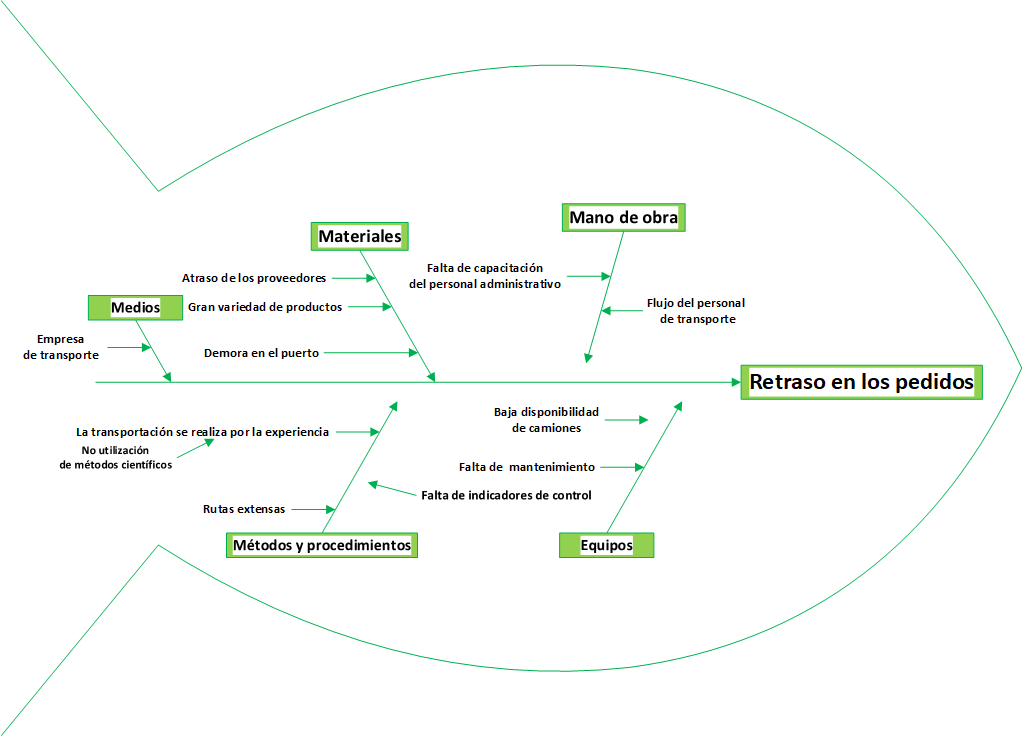 Mano de obra
Materiales
Falta de capacitación
del personal administrativo
Atraso de los proveedores
Flujo del personal
de transporte
Medios
Gran variedad de productos
Empresa
de transporte
Demora en el puerto
Retraso en los pedidos
Baja disponibilidad
de camiones
La transportación se realiza por la experiencia
No utilización
de métodos científicos
Falta de mantenimiento
Falta de indicadores de control
Rutas extensas
Métodos y procedimientos
Equipos